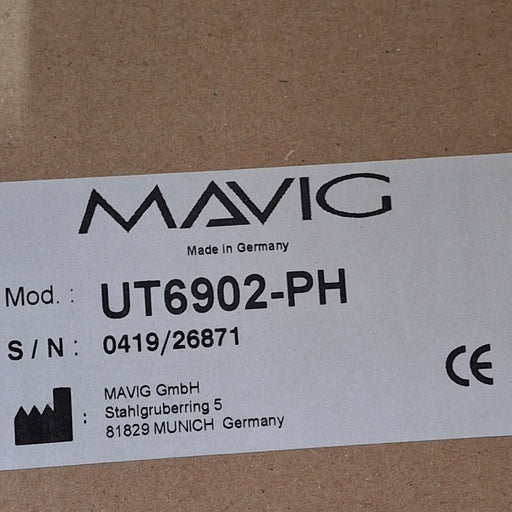 MAVIG
Made in Germany
Mod. : UT6902-PH
S / N : 0419/26871
CE
: MAVIG GmbH
Stahlgruberring 5
81829 MUNICH Germany